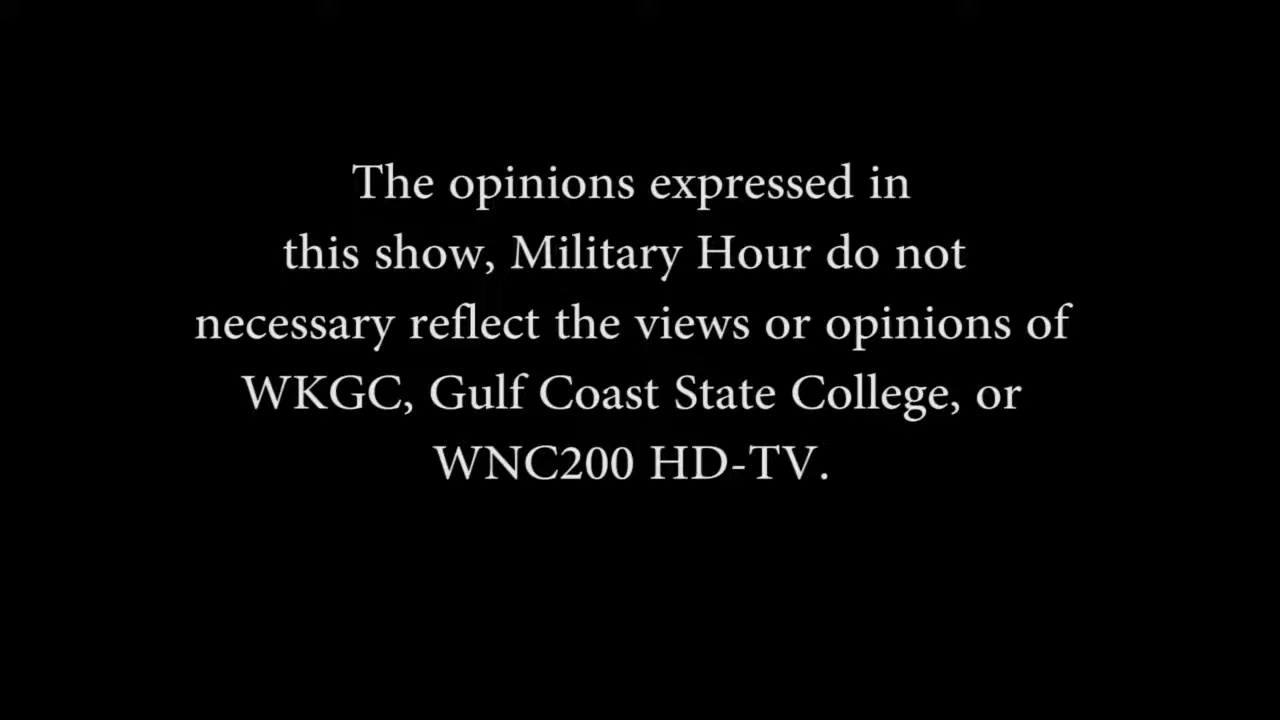 The opinions expressed in
this show, Military Hour do not
necessary reflect the views or opinions of
WKGC, Gulf Coast State College, or
WNC200 HD-TV.